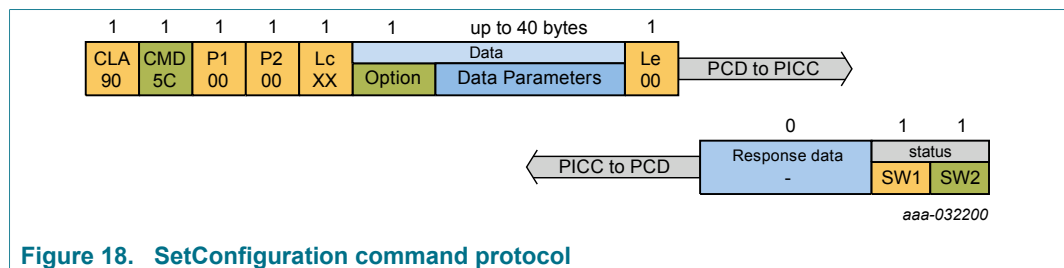 1 1 1 1 1 1 up to 40 bytes 1
CLA CMD P1 P2 Lc Data Le
90 5C 00 00 XX Option Data Parameters 00 PCD to PICC
0 1 1
PICC to PCD Response data status
- SW1 SW2
aaa-032200
Figure 18. SetConfiguration command protocol